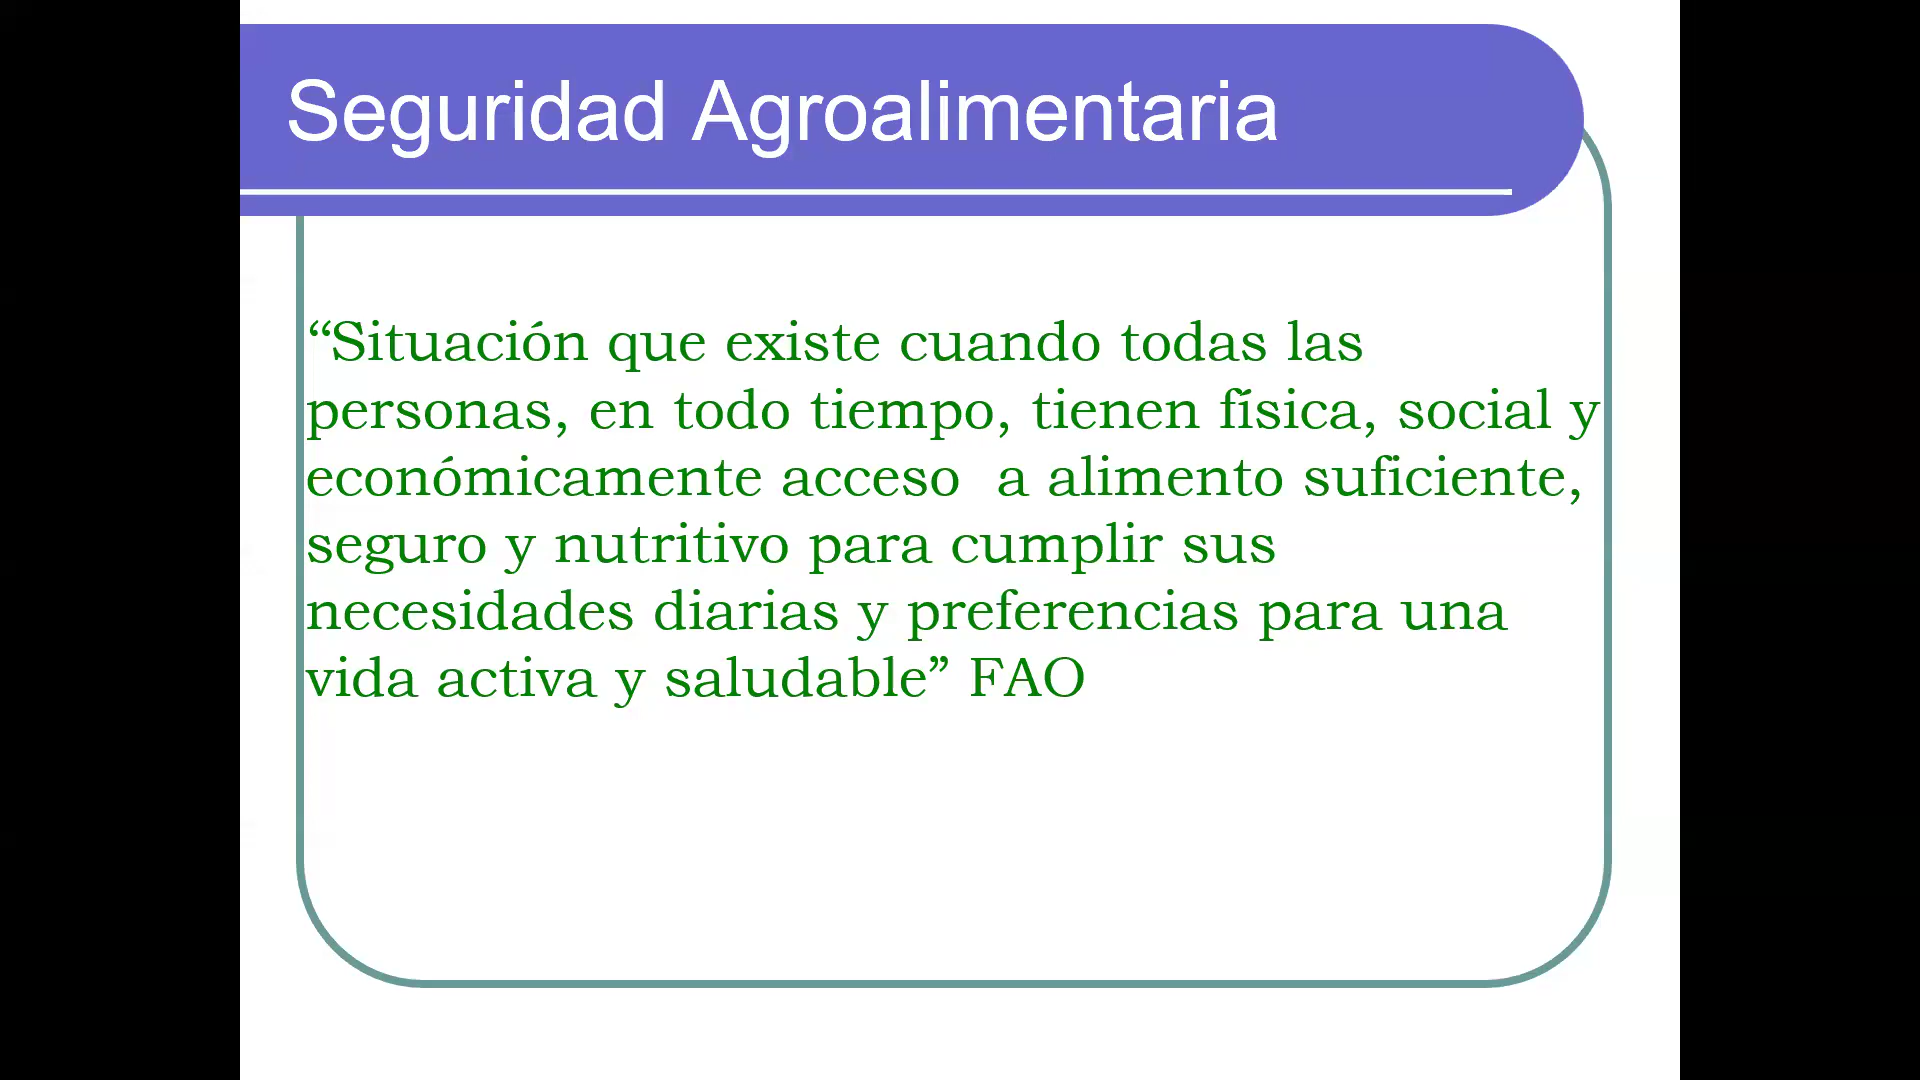 Seguridad Agroalimentaria
“Situación que existe cuando todas las
personas, en todo tiempo, tienen física, social y
económicamente acceso  a alimento suficiente,
seguro y nutritivo para cumplir sus
necesidades diarias y preferencias para una
vida activa y saludable” FAO